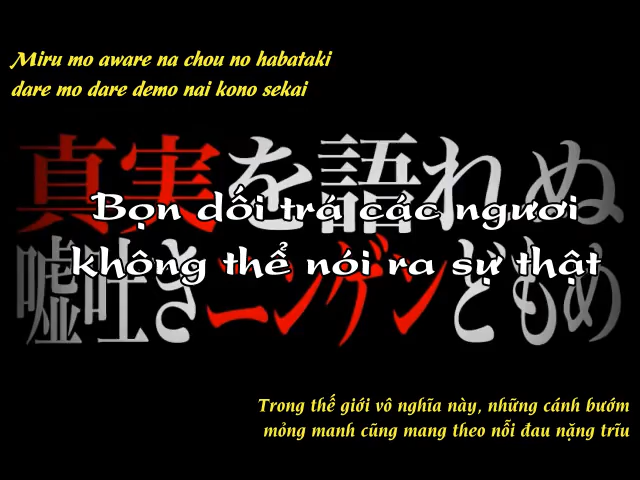 Miru mo aware na chou no habataki
dare mo dare demo nai kono sekai
真実を語れぬ
Bọn dối trá các ngươi
không thể nói ra sự thật
嘘吐きニンゲンどもめ
Trong thế giới vô nghĩa này, những cánh bướm
mỏng manh cũng mang theo nỗi đau nặng trĩu